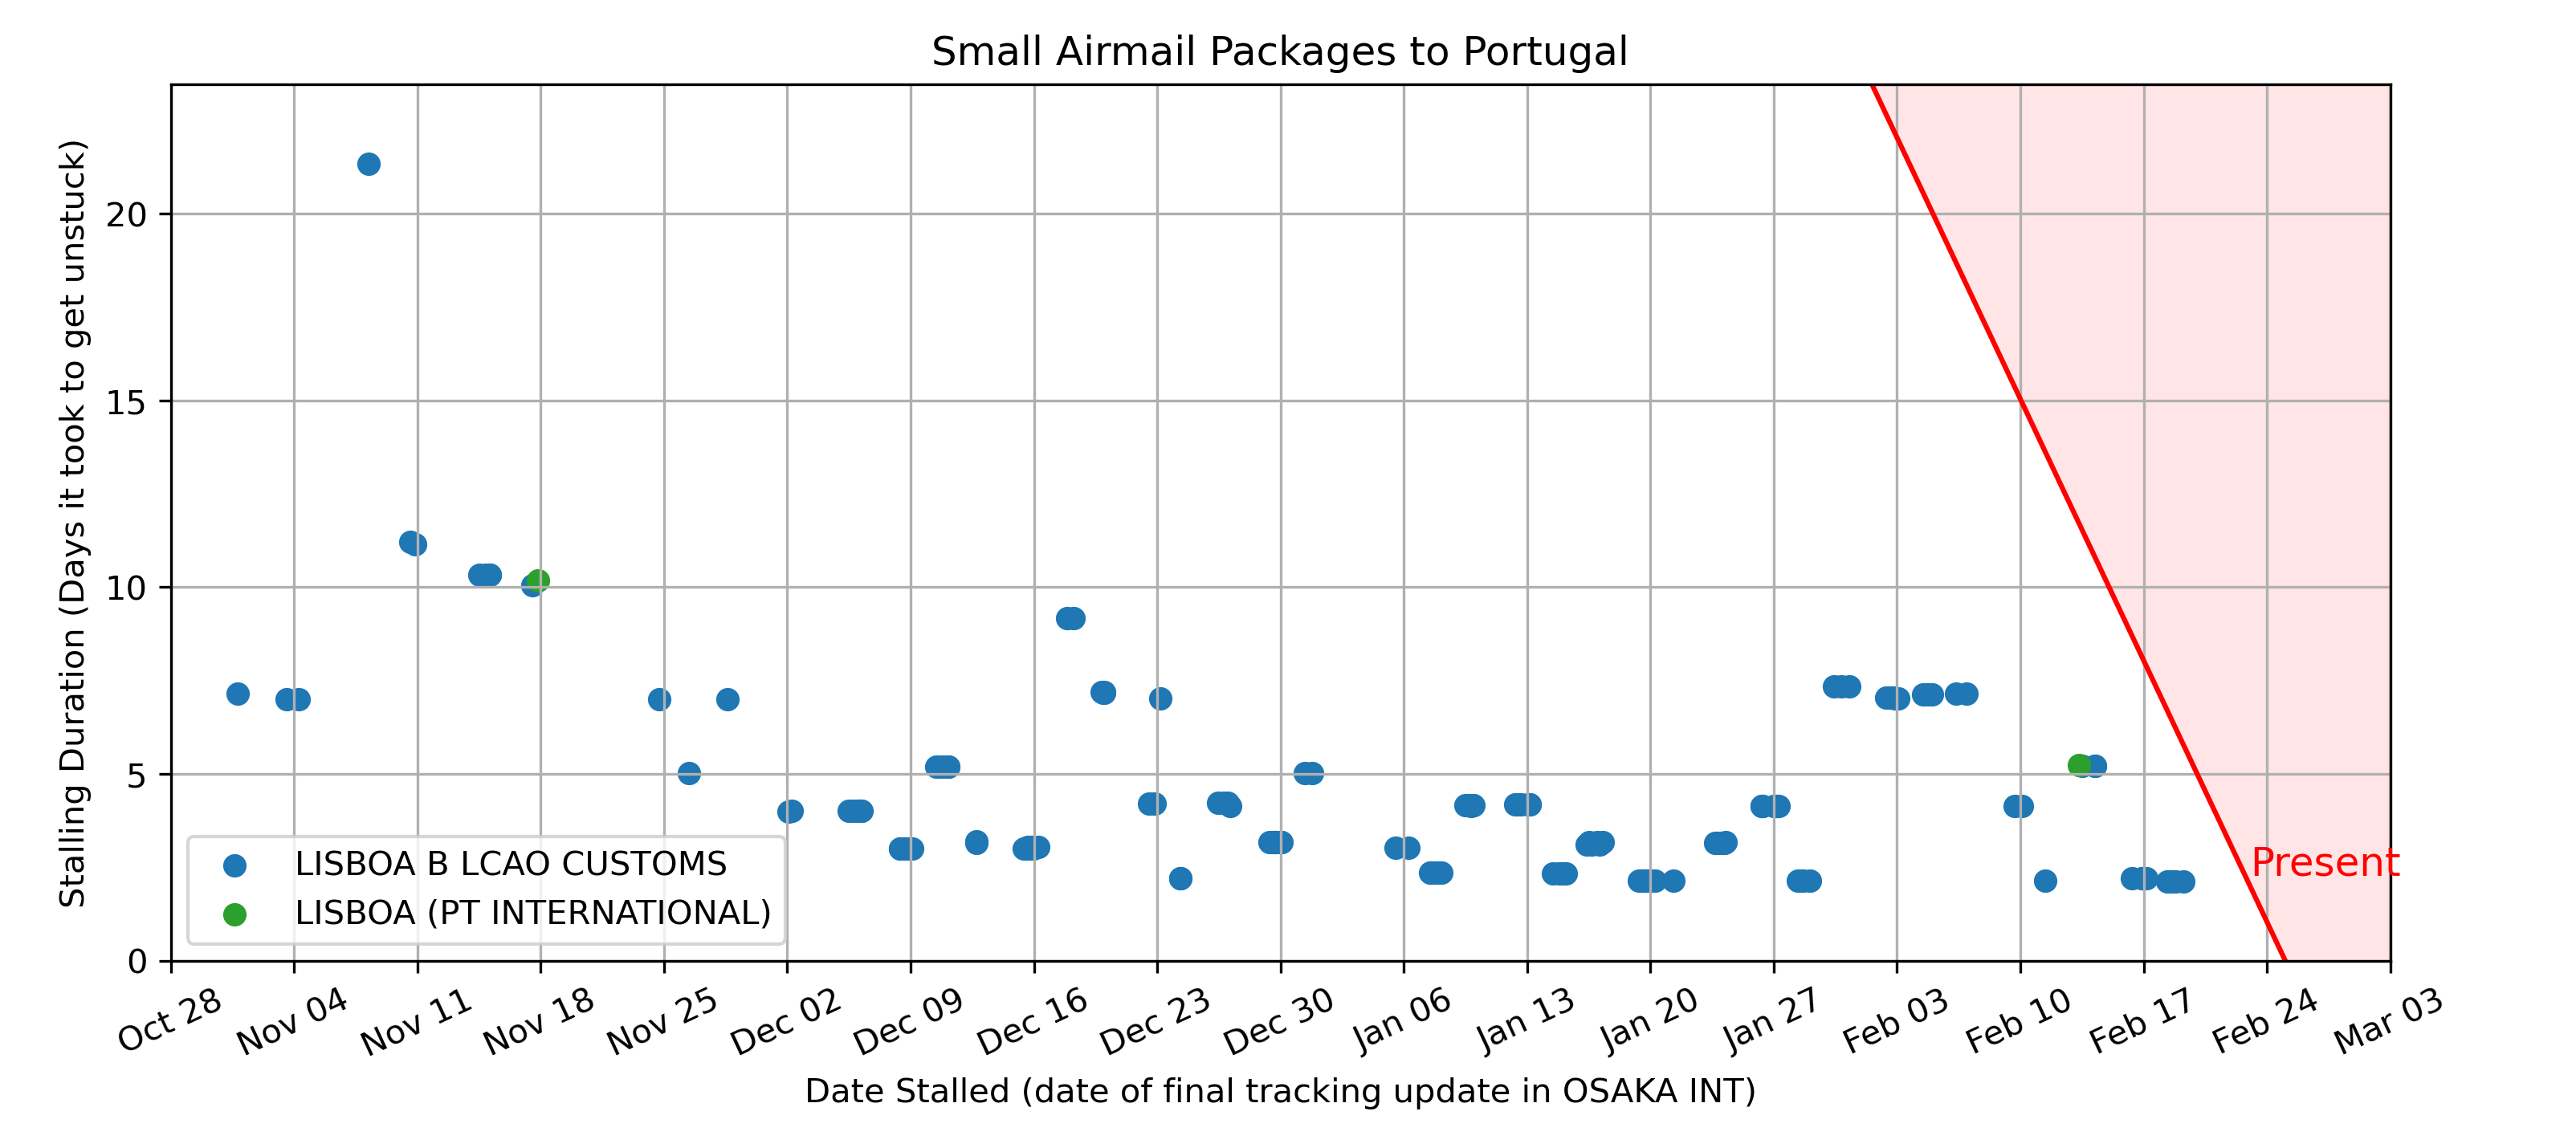 Small Airmail Packages to Portugal
Stalling Duration (Days it took to get unstuck)
20
15
10
5
0
Present
LISBOA B LCAO CUSTOMS
LISBOA (PT INTERNATIONAL)
Oct 28
Nov 04
Nov 11
Nov 18
Nov 25
Dec 02
Dec 09
Dec 16
Dec 23
Dec 30
Jan 06
Jan 13
Jan 20
Jan 27
Feb 03
Feb 10
Feb 17
Feb 24
Mar 03
Date Stalled (date of final tracking update in OSAKA INT)